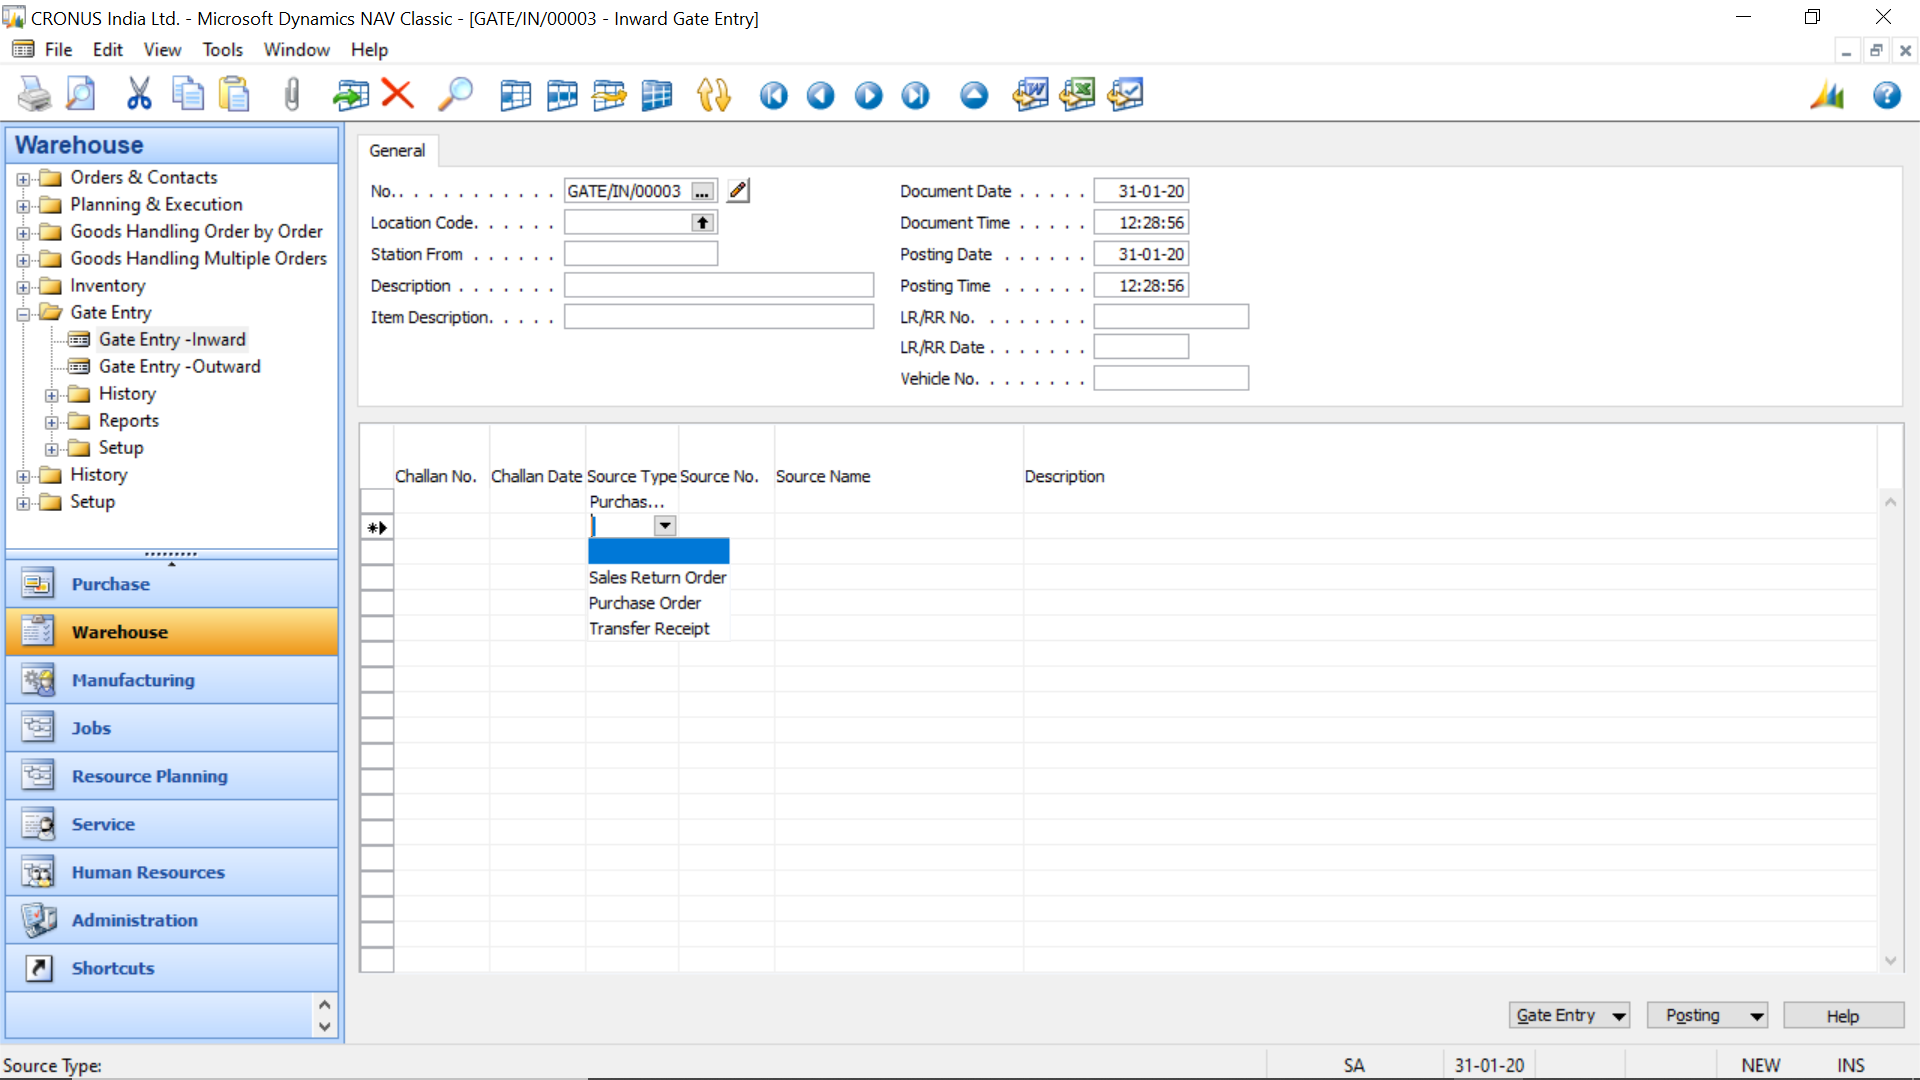 CRONUS India Ltd. - Microsoft Dynamics NAV Classic - [GATE/IN/00003 - Inward Gate Entry]
File Edit View Tools Window Help
Warehouse
Orders & Contacts
Planning & Execution
Goods Handling Order by Order
Goods Handling Multiple Orders
Inventory
Gate Entry
Gate Entry -Inward
Gate Entry -Outward
History
Reports
Setup
History
Setup
Purchase
Warehouse
Manufacturing
Jobs
Resource Planning
Service
Human Resources
Administration
Shortcuts
General
No. . . . . . . . . . . . GATE/IN/00003 ...
Location Code. . . . . .
Station From . . . . . .
Description . . . . . . .
Item Description. . . . .
Document Date . . . . . 31-01-20
Document Time . . . . . 12:28:56
Posting Date . . . . . . 31-01-20
Posting Time . . . . . . 12:28:56
LR/RR No. . . . . . . .
LR/RR Date . . . . . . .
Vehicle No. . . . . . . .
Challan No. Challan Date Source Type Source No. Source Name Description
Purchas...
Sales Return Order
Purchase Order
Transfer Receipt
Gate Entry Posting Help
Source Type: SA 31-01-20 NEW INS